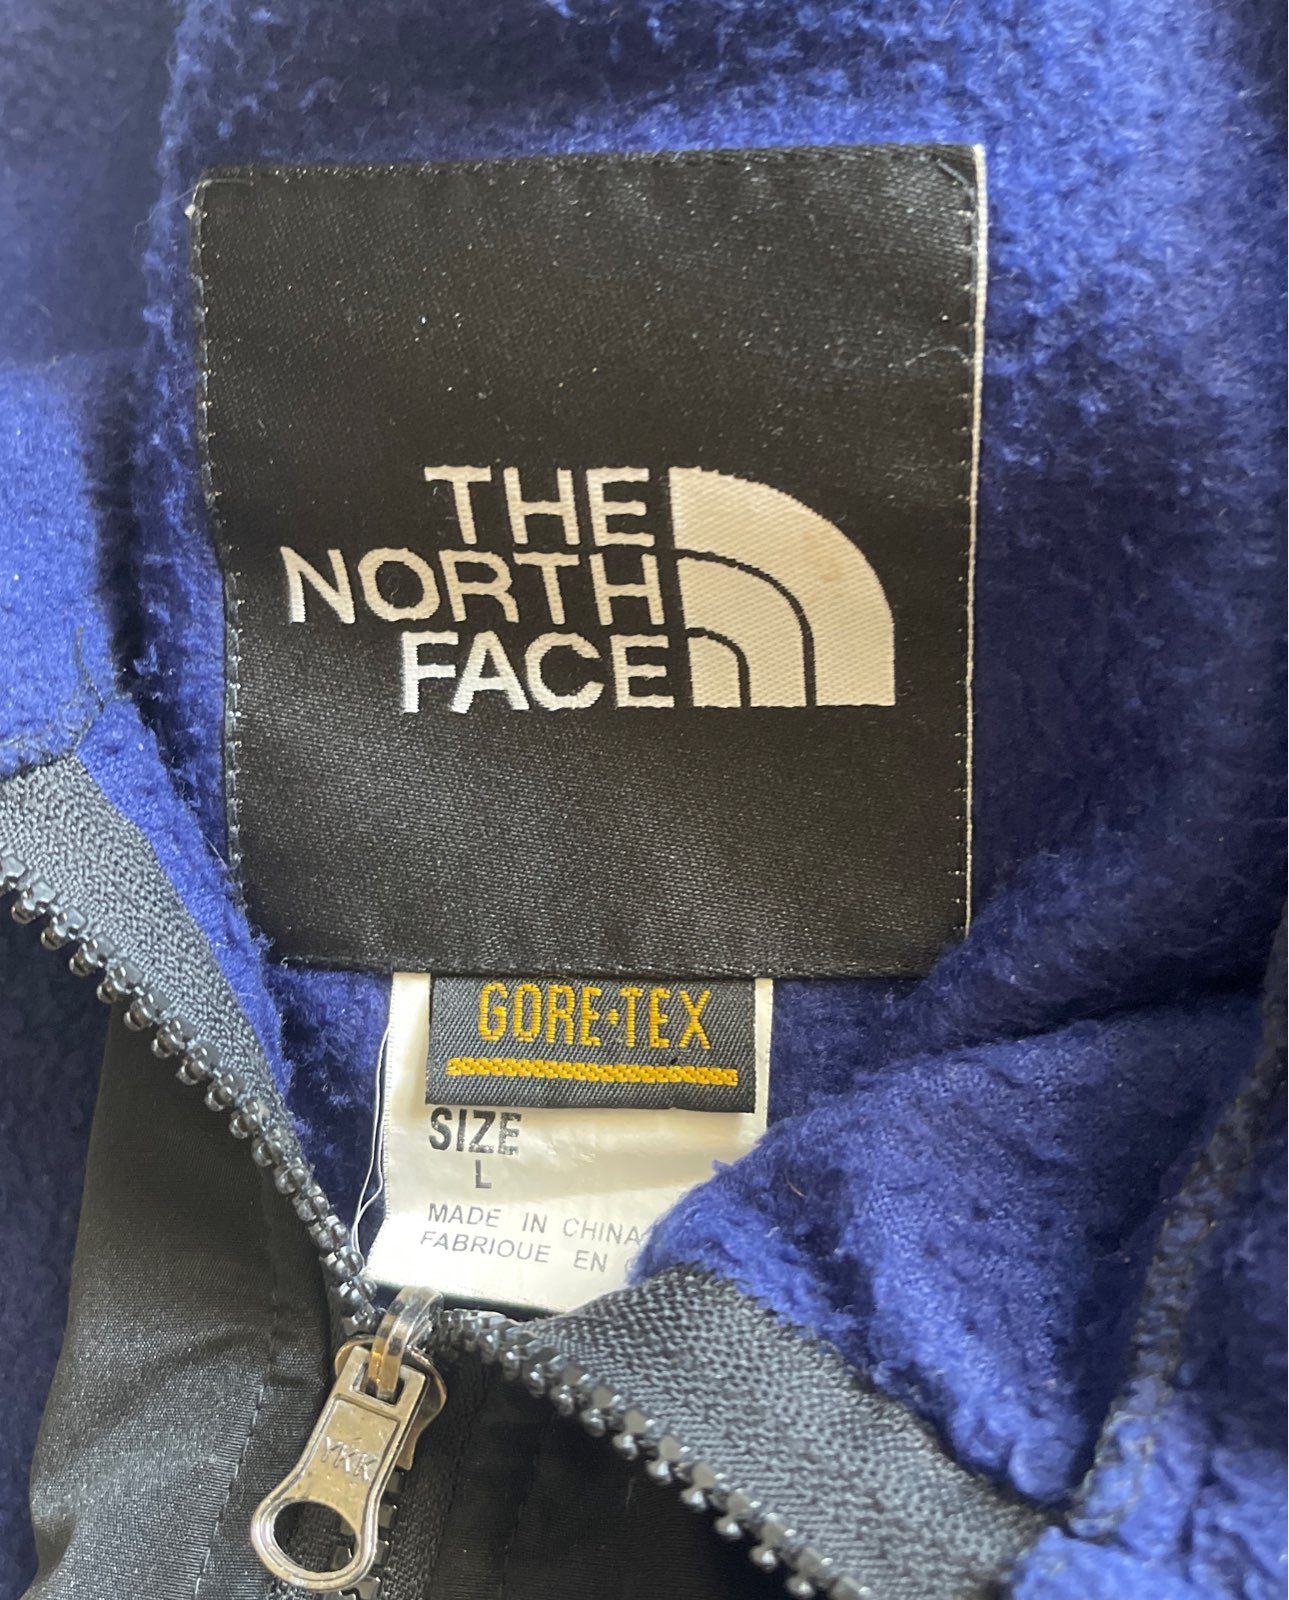 THE
NORTH
FACE
GORE-TEX
SIZE
L
MADE IN CHINA
FABRIOUE EN
YKK